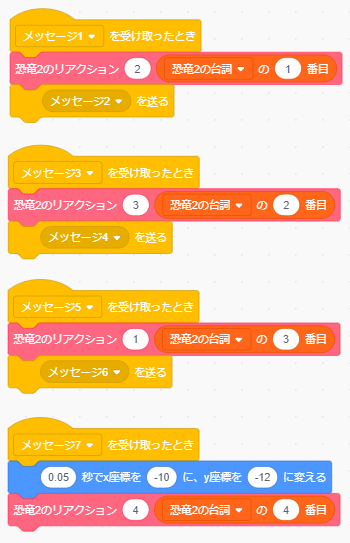 メッセージ1 を受け取ったとき
恐竜2のリアクション 2 恐竜2の台詞 の 1 番目
メッセージ2 を送る
メッセージ3 を受け取ったとき
恐竜2のリアクション 3 恐竜2の台詞 の 2 番目
メッセージ4 を送る
メッセージ5 を受け取ったとき
恐竜2のリアクション 1 恐竜2の台詞 の 3 番目
メッセージ6 を送る
メッセージ7 を受け取ったとき
0.05 秒でx座標を -10 に、y座標を -12 に変える
恐竜2のリアクション 4 恐竜2の台詞 の 4 番目